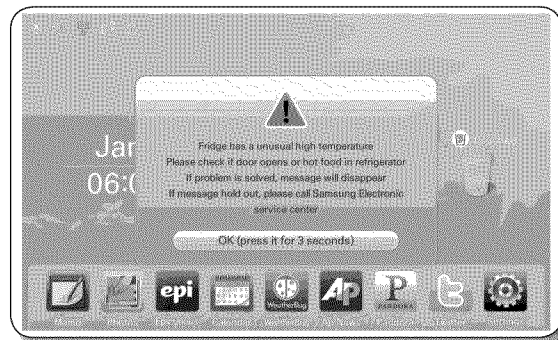 Fridge has a unusual high temperature
Please check if door opens or hot food in refrigerator
If problem is solved, message will disappear
If message hold out, please call Samsung Electronic
service center
Jan
06:0
OK (press it for 3 seconds)
epi
WeatherBug
AP
P
PANDORA